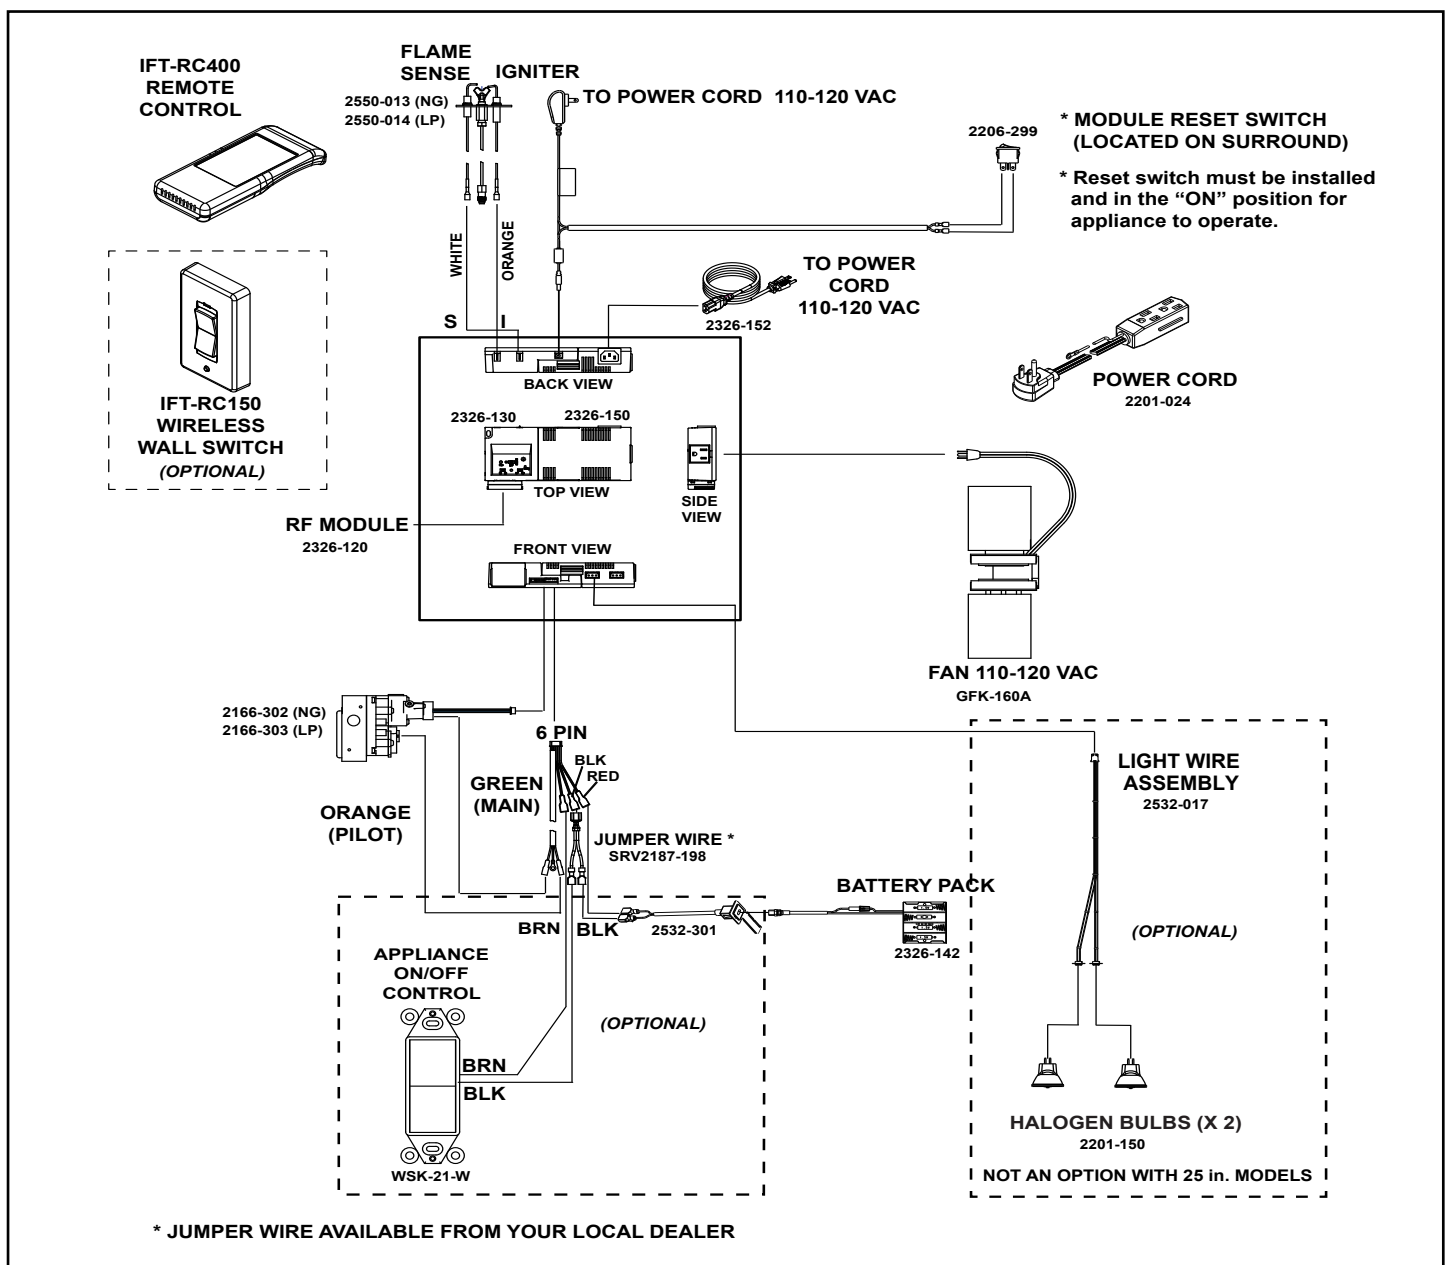 IFT-RC400
REMOTE
CONTROL
FLAME
SENSE
IGNITER
2550-013 (NG)
2550-014 (LP)
TO POWER CORD 110-120 VAC
2206-299
* MODULE RESET SWITCH
(LOCATED ON SURROUND)
* Reset switch must be installed
and in the “ON” position for
appliance to operate.
WHITE
ORANGE
S
I
IFT-RC150
WIRELESS
WALL SWITCH
(OPTIONAL)
TO POWER
CORD
110-120 VAC
2326-152
POWER CORD
2201-024
BACK VIEW
2326-130
2326-150
TOP VIEW
SIDE
VIEW
RF MODULE
2326-120
FRONT VIEW
FAN 110-120 VAC
GFK-160A
2166-302 (NG)
2166-303 (LP)
6 PIN
BLK
RED
GREEN
(MAIN)
ORANGE
(PILOT)
JUMPER WIRE *
SRV2187-198
LIGHT WIRE
ASSEMBLY
2532-017
BATTERY PACK
2326-142
BRN
BLK
2532-301
(OPTIONAL)
APPLIANCE
ON/OFF
CONTROL
(OPTIONAL)
BRN
BLK
WSK-21-W
HALOGEN BULBS (X 2)
2201-150
NOT AN OPTION WITH 25 in. MODELS
* JUMPER WIRE AVAILABLE FROM YOUR LOCAL DEALER